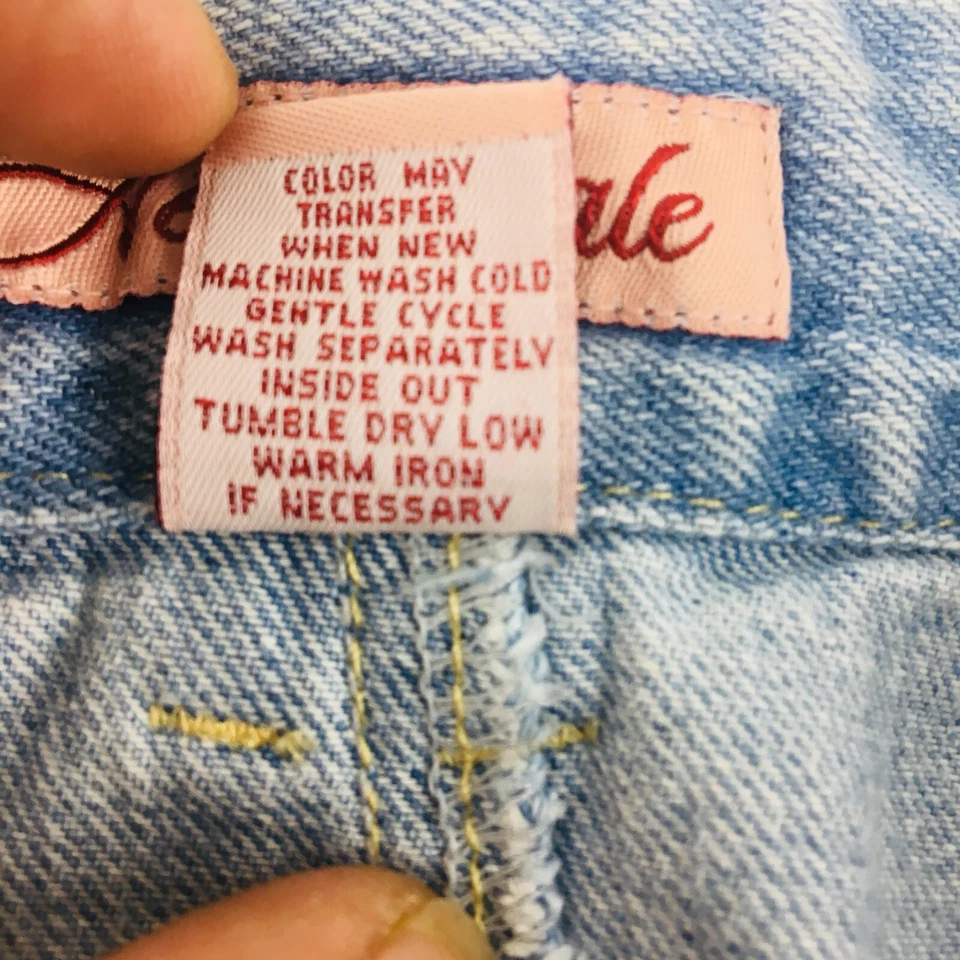 COLOR MAY
TRANSFER
WHEN NEW
MACHINE WASH COLD
GENTLE CYCLE
WASH SEPARATELY
INSIDE OUT
TUMBLE DRY LOW
WARM IRON
IF NECESSARY